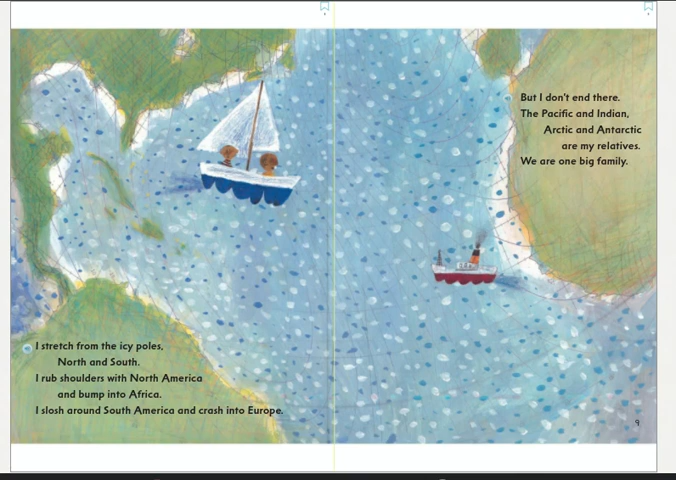 I stretch from the icy poles,
North and South.
I rub shoulders with North America
and bump into Africa.
I slosh around South America and crash into Europe.
But I don't end there.
The Pacific and Indian,
Arctic and Antarctic
are my relatives.
We are one big family.
9